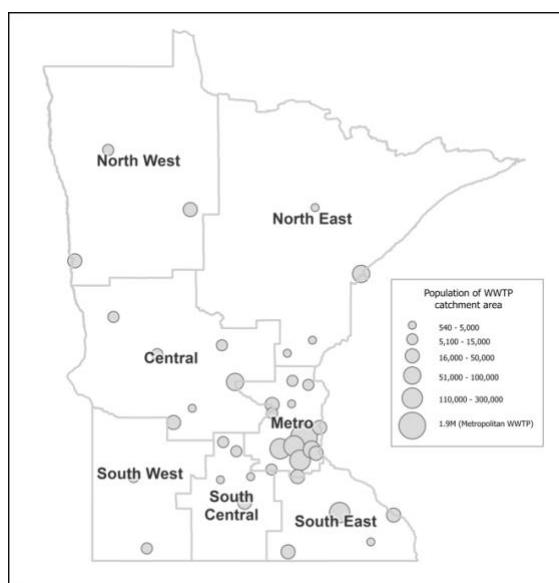 North West
North East
Central
Metro
South West
South
Central
South East
Population of WWTP
catchment area
540 - 5,000
5,100 - 15,000
16,000 - 50,000
51,000 - 100,000
110,000 - 300,000
1.9M (Metropolitan WWTP)